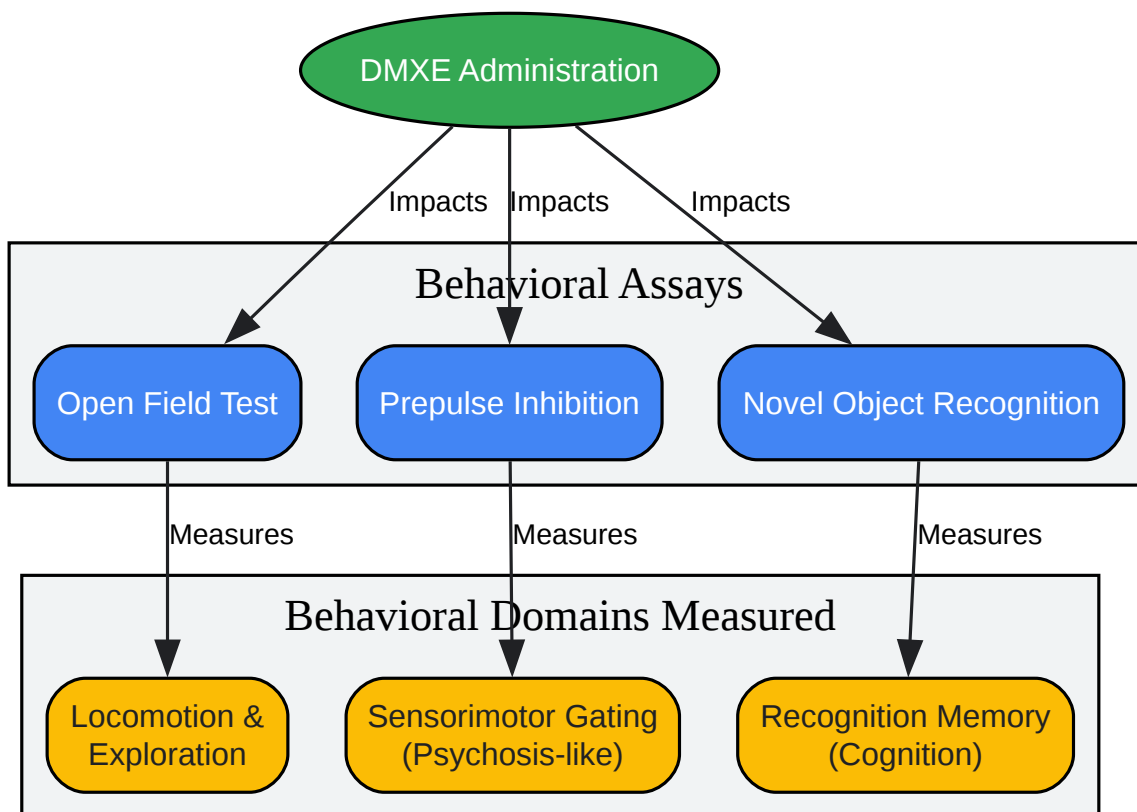 DMXE Administration
Impacts
Impacts
Impacts
Behavioral Assays
Open Field Test
Prepulse Inhibition
Novel Object Recognition
Measures
Measures
Measures
Behavioral Domains Measured
Locomotion &
Exploration
Sensorimotor Gating
(Psychosis-like)
Recognition Memory
(Cognition)